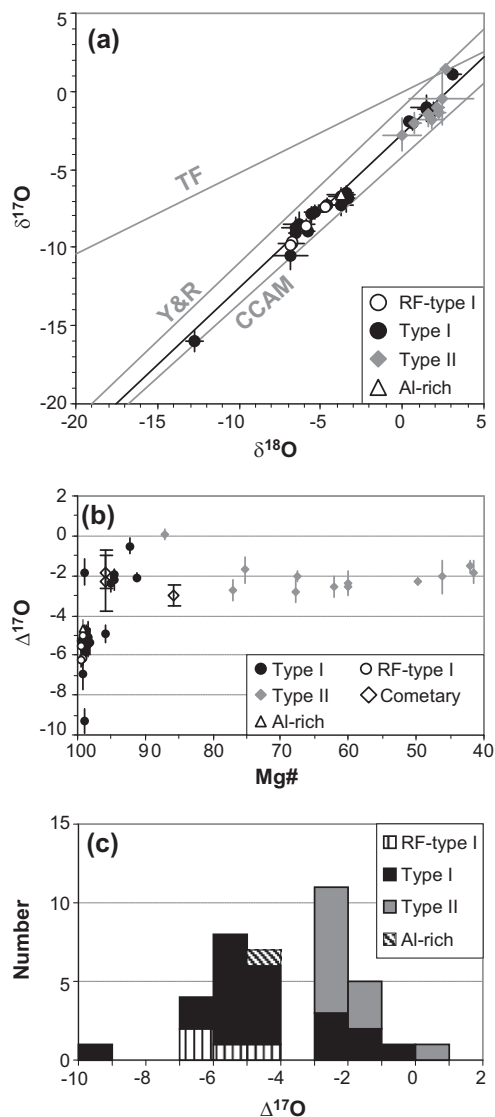 (a)
5
0
-5
-10
-15
-20
δ17O
TF
Y&R
CCAM
RF-type I
Type I
Type II
Al-rich
-20 -15 -10 -5 0 5
δ18O
(b)
2
0
-2
-4
-6
-8
-10
Δ17O
Type I RF-type I
Type II Cometary
Al-rich
100 90 80 70 60 50 40
Mg#
(c)
15
10
5
0
Number
RF-type I
Type I
Type II
Al-rich
-10 -8 -6 -4 -2 0 2
Δ17O